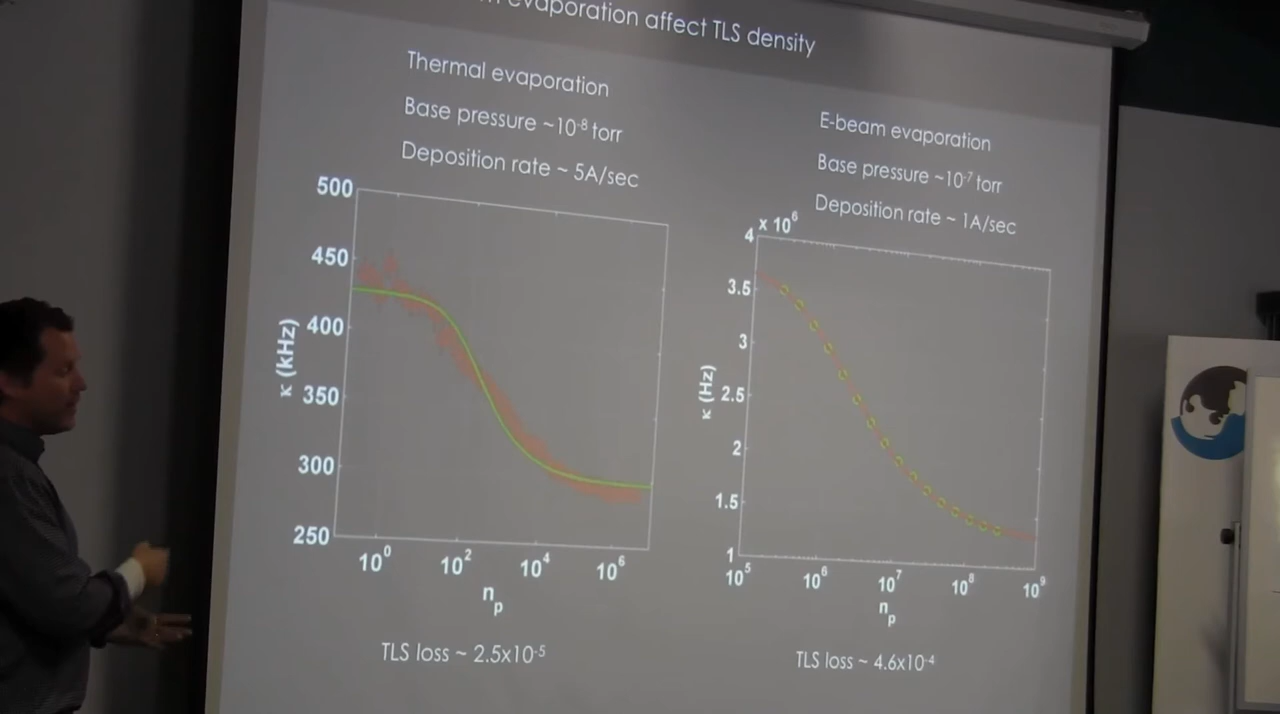 evaporation affect TLS density
Thermal evaporation
Base pressure ~10⁻⁸ torr
Deposition rate ~ 5A/sec
500
450
400
350
300
250
κ (kHz)
10⁰ 10² 10⁴ 10⁶
nₚ
TLS loss ~ 2.5x10⁻⁵
E-beam evaporation
Base pressure ~10⁻⁷ torr
Deposition rate ~ 1A/sec
x 10⁶
4
3.5
3
2.5
2
1.5
1
κ (Hz)
10⁵ 10⁶ 10⁷ 10⁸ 10⁹
nₚ
TLS loss ~ 4.6x10⁻⁴